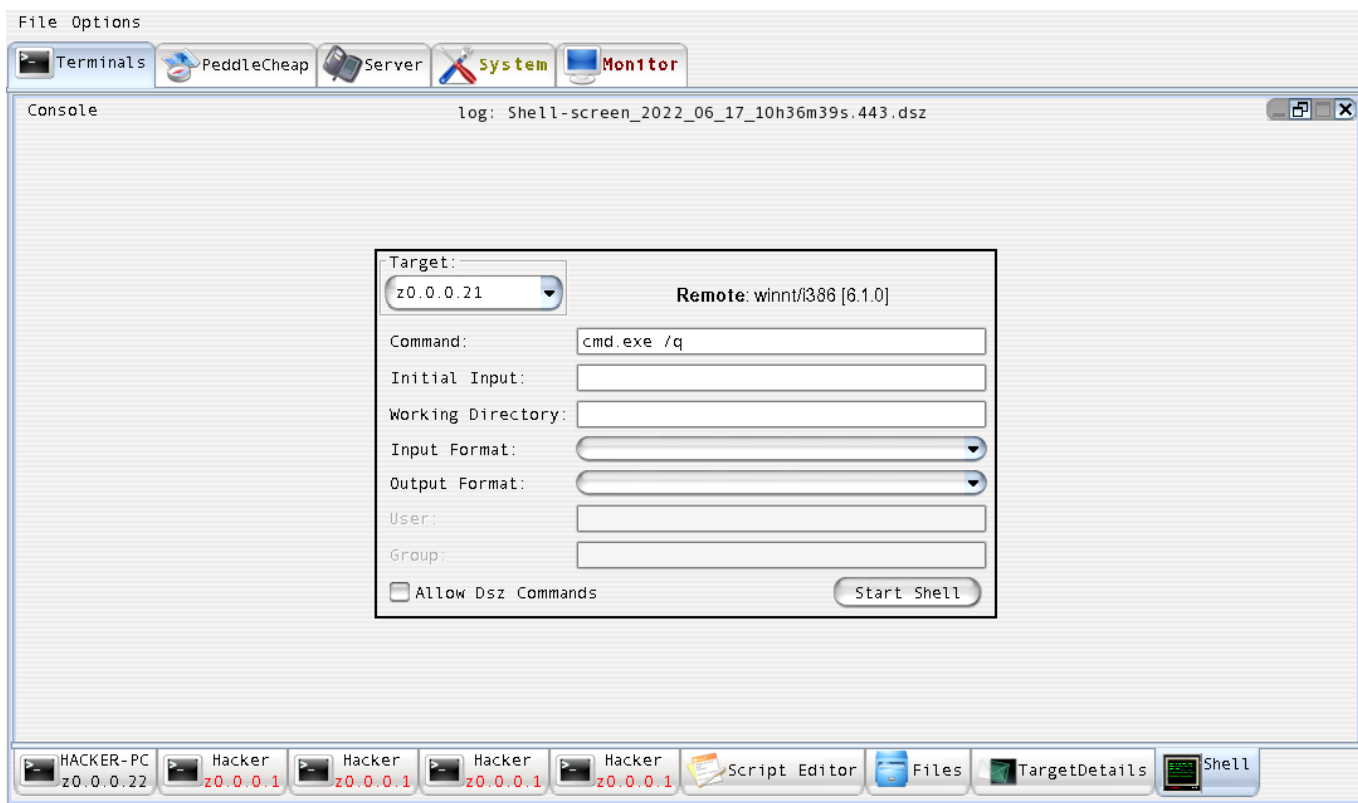 File Options
Terminals PeddleCheap Server System Monitor
Console log: Shell-screen_2022_06_17_10h36m39s.443.dsz
Target:
z0.0.0.21 Remote: winnt/i386 [6.1.0]
Command: cmd.exe /q
Initial Input:
Working Directory:
Input Format:
Output Format:
User:
Group:
Allow Dsz Commands Start Shell
HACKER-PC Hacker Hacker Hacker Hacker Script Editor Files TargetDetails Shell
z0.0.0.22 z0.0.0.1 z0.0.0.1 z0.0.0.1 z0.0.0.1